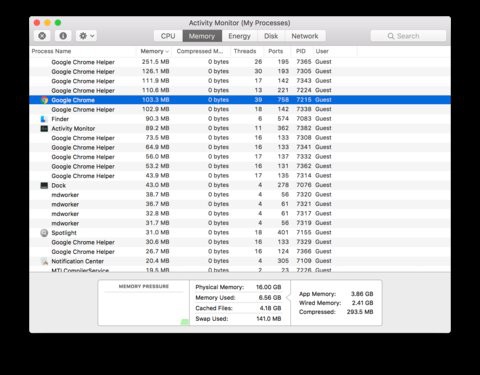 Activity Monitor (My Processes)
CPU Memory Energy Disk Network Search
Process Name Memory Compressed M... Threads Ports PID User
Google Chrome Helper 251.5 MB 0 bytes 26 195 7365 Guest
Google Chrome Helper 126.1 MB 0 bytes 30 193 7305 Guest
Google Chrome Helper 111.9 MB 0 bytes 17 142 7343 Guest
Google Chrome Helper 110.6 MB 0 bytes 13 221 7224 Guest
Google Chrome 103.3 MB 0 bytes 39 758 7215 Guest
Google Chrome Helper 102.9 MB 0 bytes 18 142 7339 Guest
Finder 90.3 MB 0 bytes 6 574 7083 Guest
Activity Monitor 89.2 MB 0 bytes 11 362 7382 Guest
Google Chrome Helper 73.5 MB 0 bytes 16 133 7308 Guest
Google Chrome Helper 64.9 MB 0 bytes 16 133 7341 Guest
Google Chrome Helper 56.0 MB 0 bytes 17 137 7332 Guest
Google Chrome Helper 53.2 MB 0 bytes 16 131 7362 Guest
Google Chrome Helper 43.9 MB 0 bytes 17 135 7314 Guest
Dock 43.0 MB 0 bytes 4 278 7076 Guest
mdworker 38.7 MB 0 bytes 4 56 7320 Guest
mdworker 36.7 MB 0 bytes 4 61 7321 Guest
mdworker 32.8 MB 0 bytes 4 61 7317 Guest
mdworker 31.7 MB 0 bytes 4 56 7319 Guest
Spotlight 31.0 MB 0 bytes 18 401 7155 Guest
Google Chrome Helper 30.6 MB 0 bytes 16 133 7329 Guest
Google Chrome Helper 26.7 MB 0 bytes 16 124 7366 Guest
Notification Center 20.4 MB 0 bytes 4 305 7109 Guest
MTLCompilerService 19.5 MB 0 bytes 2 23 7226 Guest
MEMORY PRESSURE
Physical Memory: 16.00 GB
Memory Used: 6.56 GB
Cached Files: 4.18 GB
Swap Used: 141.0 MB
App Memory: 3.86 GB
Wired Memory: 2.41 GB
Compressed: 293.5 MB